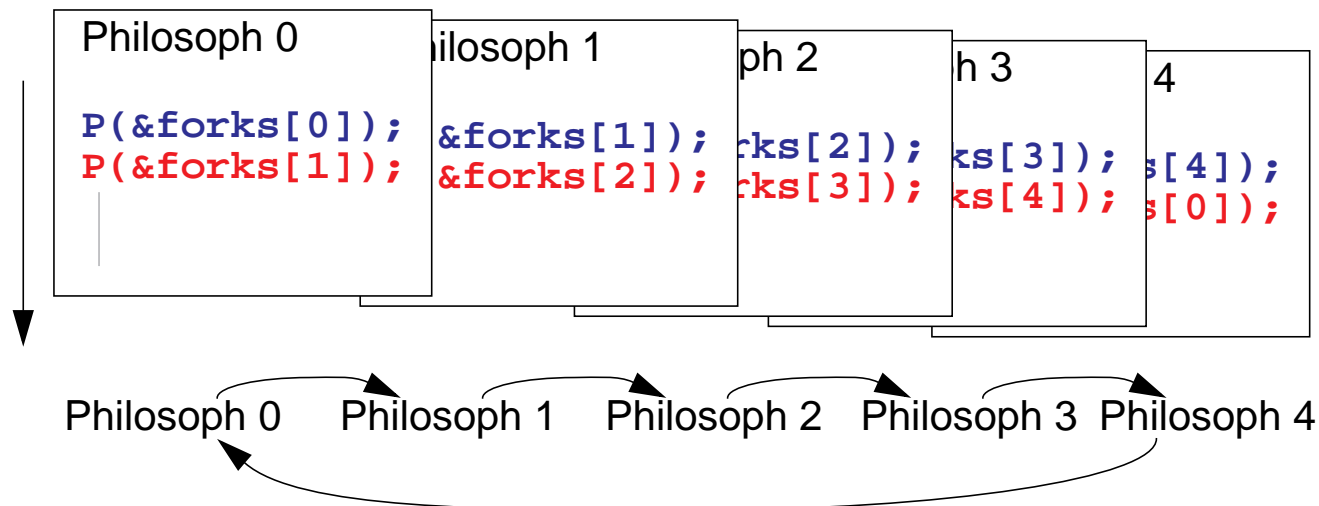 Philosoph 0
P(&forks[0]);
P(&forks[1]);
ilosoph 1
&forks[1]);
&forks[2]);
ph 2
rks[2]);
rks[3]);
h 3
ks[3]);
ks[4]);
4
s[4]);
s[0]);
Philosoph 0 Philosoph 1 Philosoph 2 Philosoph 3 Philosoph 4